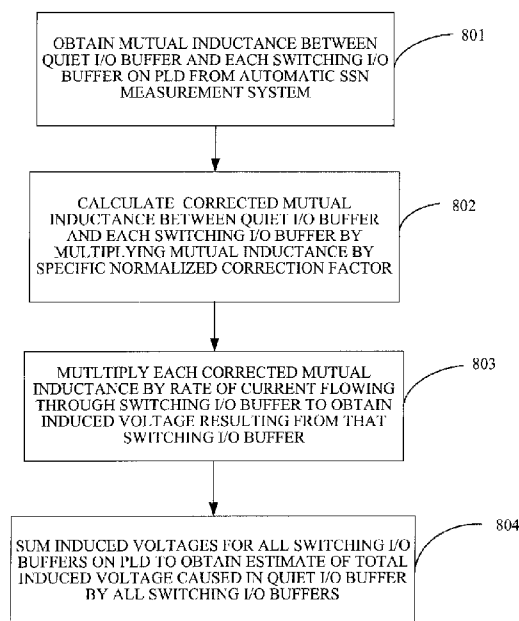 OBTAIN MUTUAL INDUCTANCE BETWEEN
QUIET I/O BUFFER AND EACH SWITCHING I/O
BUFFER ON PLD FROM AUTOMATIC SSN
MEASUREMENT SYSTEM
801
CALCULATE CORRECTED MUTUAL
INDUCTANCE BETWEEN QUIET I/O BUFFER
AND EACH SWITCHING I/O BUFFER BY
MULTIPLYING MUTUAL INDUCTANCE BY
SPECIFIC NORMALIZED CORRECTION FACTOR
802
MUTLTIPLY EACH CORRECTED MUTUAL
INDUCTANCE BY RATE OF CURRENT FLOWING
THROUGH SWITCHING I/O BUFFER TO OBTAIN
INDUCED VOLTAGE RESULTING FROM THAT
SWITCHING I/O BUFFER
803
SUM INDUCED VOLTAGES FOR ALL SWITCHING I/O
BUFFERS ON PLD TO OBTAIN ESTIMATE OF TOTAL
INDUCED VOLTAGE CAUSED IN QUIET I/O BUFFER
BY ALL SWITCHING I/O BUFFERS
804